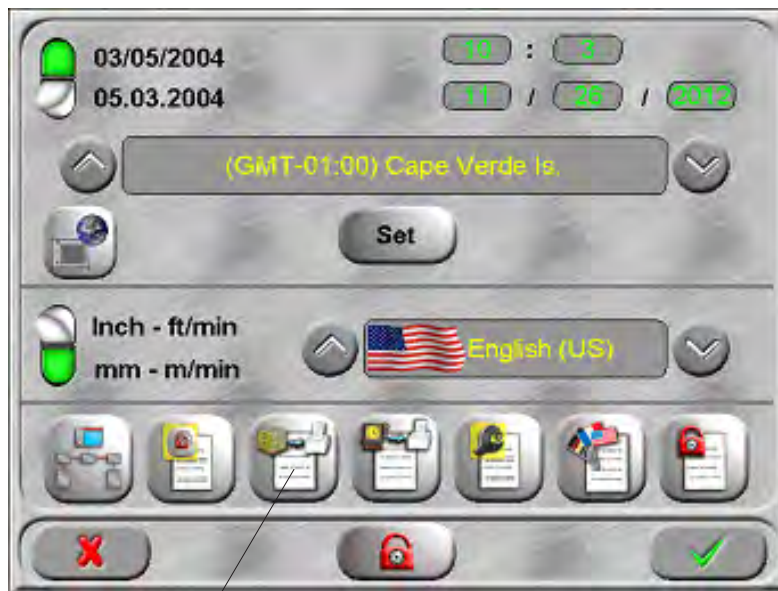 03/05/2004
05.03.2004
10 : 3
11 / 26 / 2012
(GMT-01:00) Cape Verde Is.
Set
Inch - ft/min
mm - m/min
English (US)